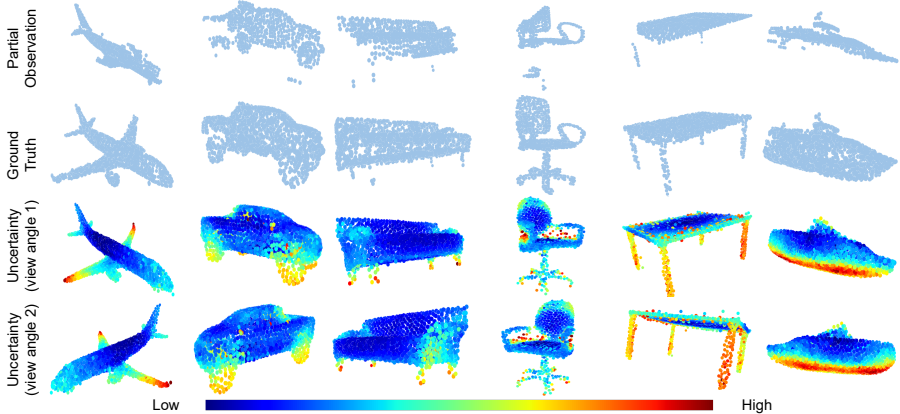 Partial
Observation
Ground
Truth
Uncertainty
(view angle 1)
Uncertainty
(view angle 2)
Low
High